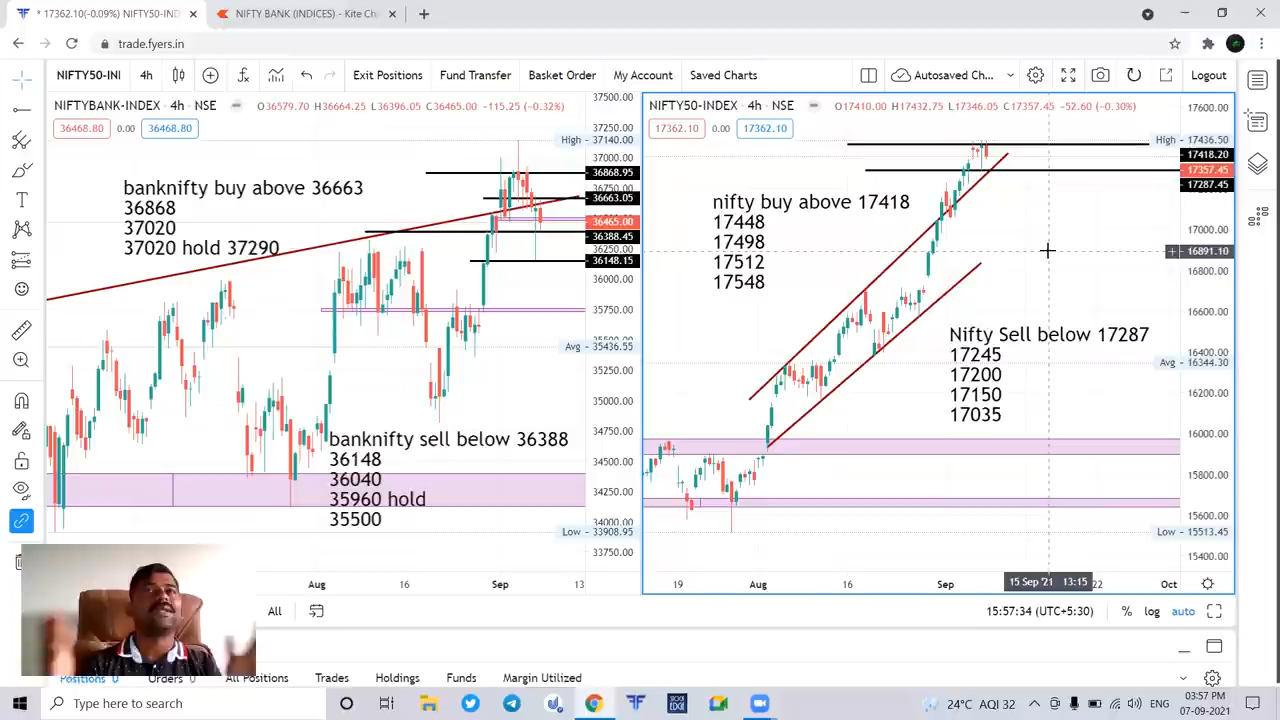 * 17362.10(-0.09%) NIFTY50-IND
NIFTY BANK (INDICES) - Kite Ch
trade.fyers.in
NIFTY50-INI
4h
Exit Positions
Fund Transfer
Basket Order
My Account
Saved Charts
Autosaved Ch...
Logout
NIFTYBANK-INDEX · 4h · NSE
O36579.70 H36664.25 L36396.05 C36465.00 -115.25 (-0.32%)
36468.80
0.00
36468.80
banknifty buy above 36663
36868
37020
37020 hold 37290
banknifty sell below 36388
36148
36040
35960 hold
35500
37500.00
37250.00
High
37140.00
37000.00
36868.95
36750.00
36663.05
36465.00
36388.45
36250.00
36148.15
36000.00
35750.00
Avg
35436.55
35250.00
35000.00
34750.00
34500.00
34250.00
34000.00
Low
33908.95
33750.00
Aug
16
Sep
13
NIFTY50-INDEX · 4h · NSE
O17410.00 H17432.75 L17346.05 C17357.45 -52.60 (-0.30%)
17362.10
0.00
17362.10
nifty buy above 17418
17448
17498
17512
17548
Nifty Sell below 17287
17245
17200
17150
17035
17600.00
High
17436.50
17418.20
17357.45
17287.45
17000.00
16891.10
16800.00
16600.00
16400.00
Avg
16344.30
16200.00
16000.00
15800.00
15600.00
Low
15513.45
15400.00
19
Aug
16
Sep
15 Sep '21 13:15
22
Oct
All
15:57:34 (UTC+5:30)
%
log
auto
Positions 0
Orders 0
All Positions
Trades
Holdings
Funds
Margin Utilized
Type here to search
24°C AQI 32
ENG
03:57 PM
07-09-2021